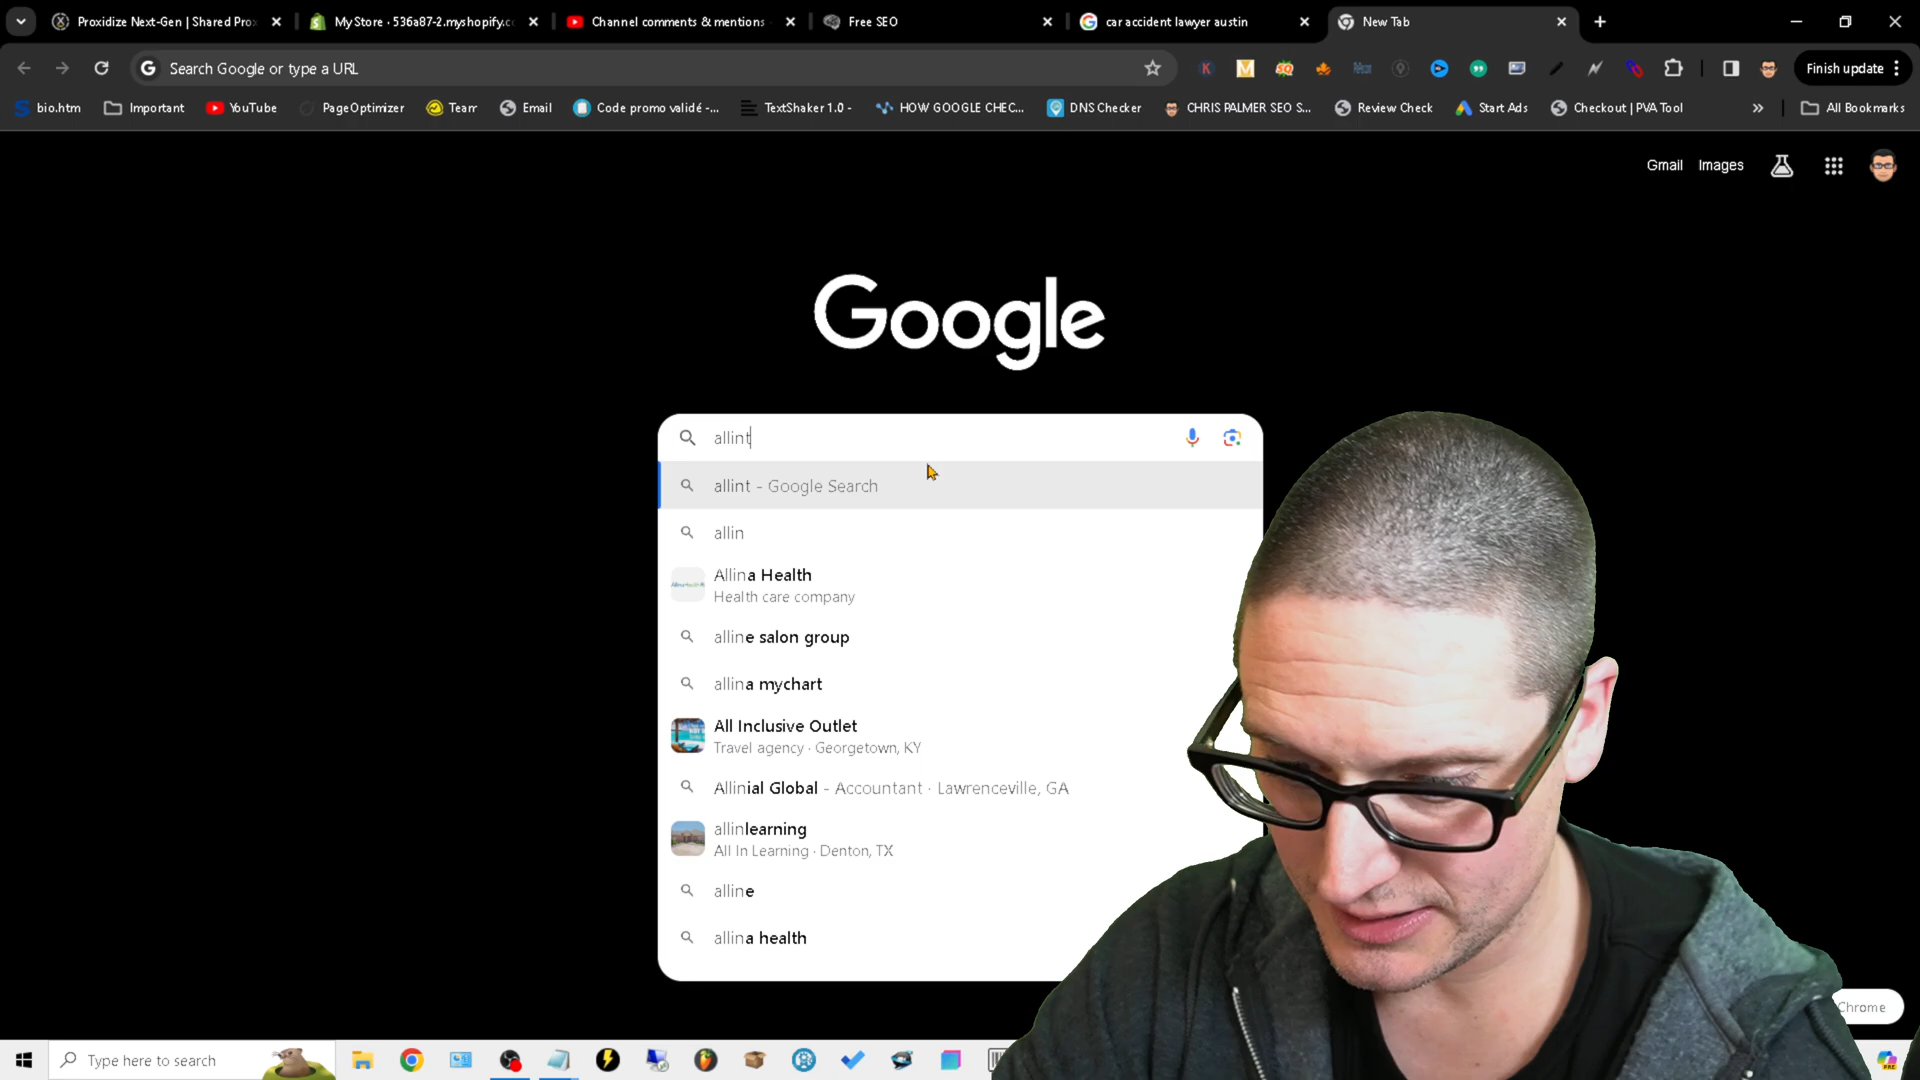 Proxidize Next-Gen | Shared Prox
My Store · 536a87-2.myshopify.c
Channel comments & mentions
Free SEO
car accident lawyer austin
New Tab
Search Google or type a URL
Finish update
bio.htm
Important
YouTube
PageOptimizer
Team
Email
Code promo validé -...
TextShaker 1.0 -
HOW GOOGLE CHEC...
DNS Checker
CHRIS PALMER SEO S...
Review Check
Start Ads
Checkout | PVA Tool
»
All Bookmarks
Gmail
Images
Google
allint
allint - Google Search
allin
Allina Health
Health care company
alline salon group
allina mychart
All Inclusive Outlet
Travel agency · Georgetown, KY
Allinial Global - Accountant · Lawrenceville, GA
allinlearning
All In Learning · Denton, TX
alline
allina health
Chrome
Type here to search